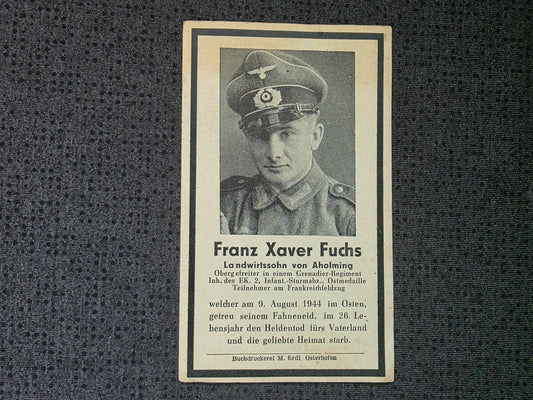 Franz Xaver Fuchs
Landwirtssohn von Aholming
Obergefreiter in einem Grenadier-Regiment
Inh. des EK. 2, Infant.-Sturmabz., Ostmedaille
Teilnehmer am Frankreichfeldzug
welcher am 9. August 1944 im Osten,
getreu seinem Fahneneid, im 26. Le-
bensjahr den Heldentod fürs Vaterland
und die geliebte Heimat starb.
Buchdruckerei M. Erdl, Osterhofen